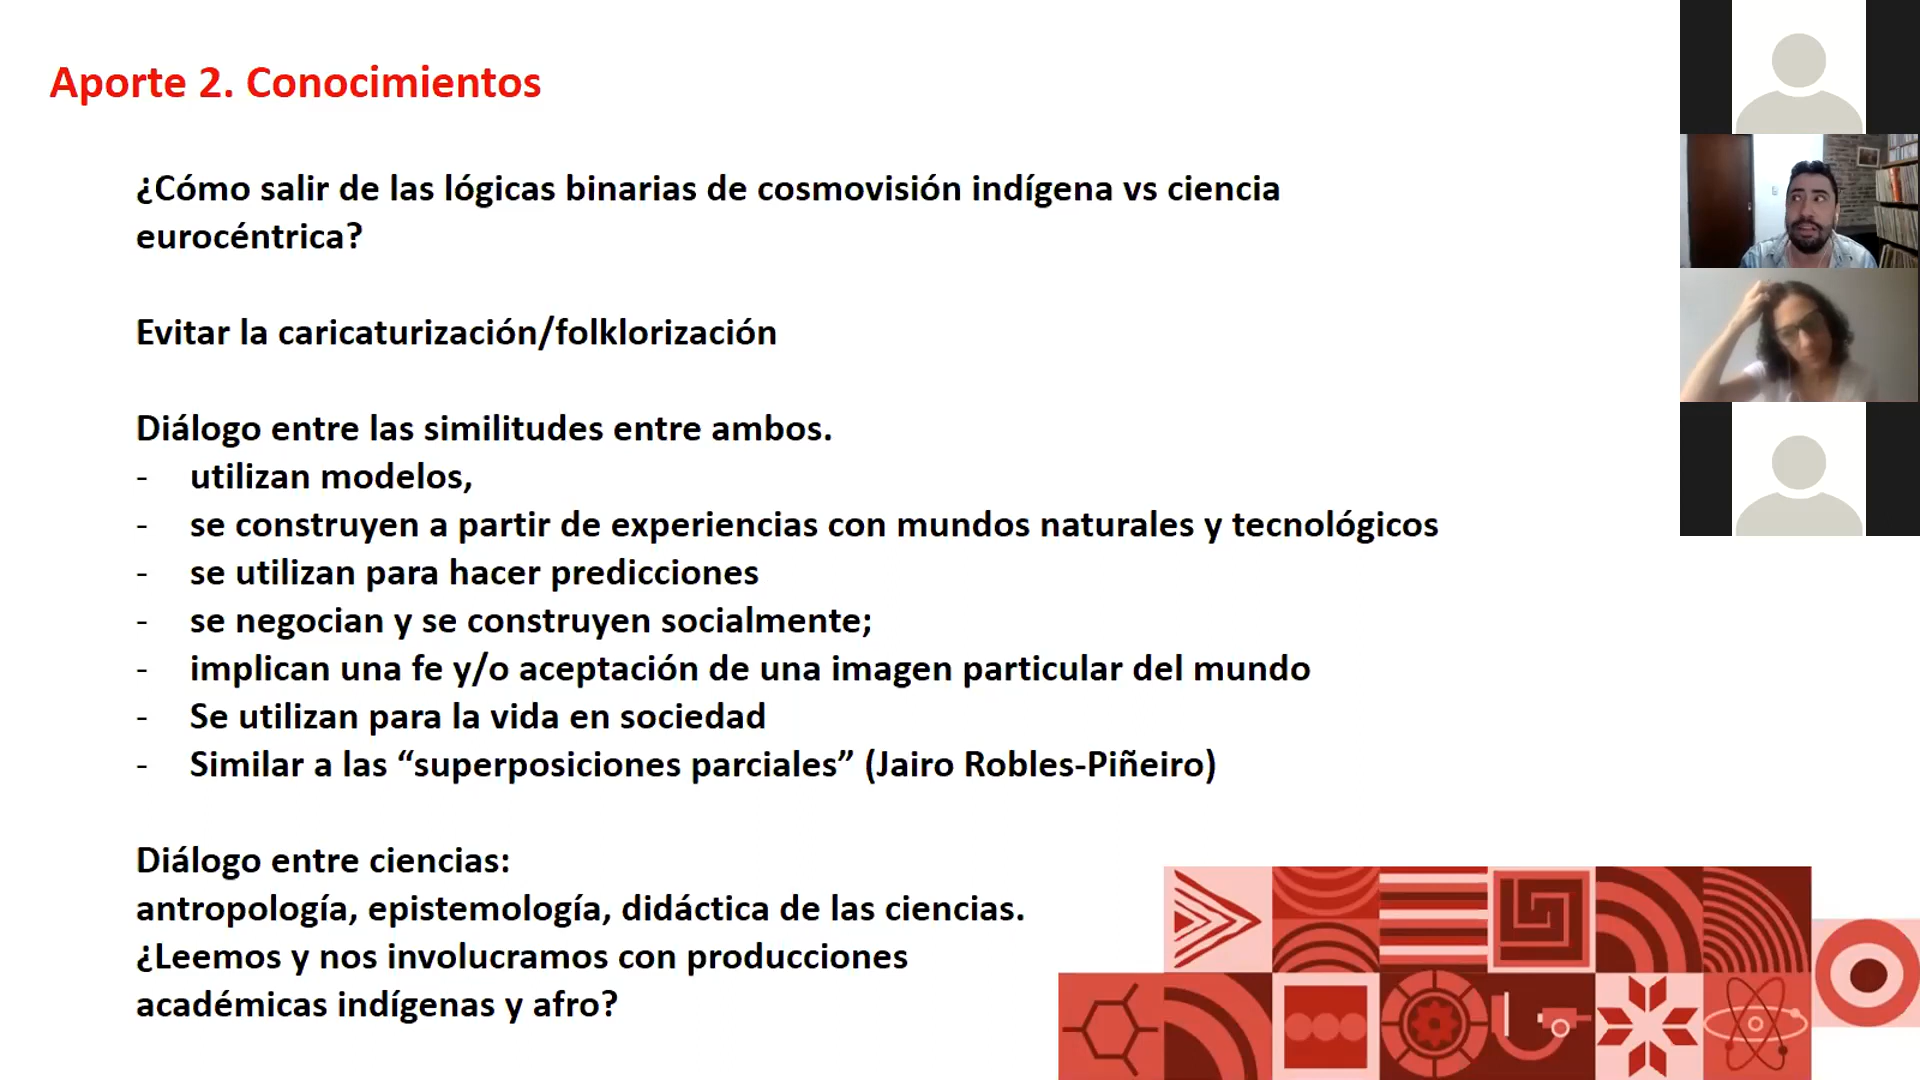 Aporte 2. Conocimientos
¿Cómo salir de las lógicas binarias de cosmovisión indígena vs ciencia
eurocéntrica?
Evitar la caricaturización/folklorización
Diálogo entre las similitudes entre ambos.
- utilizan modelos,
- se construyen a partir de experiencias con mundos naturales y tecnológicos
- se utilizan para hacer predicciones
- se negocian y se construyen socialmente;
- implican una fe y/o aceptación de una imagen particular del mundo
- Se utilizan para la vida en sociedad
- Similar a las “superposiciones parciales” (Jairo Robles-Piñeiro)
Diálogo entre ciencias:
antropología, epistemología, didáctica de las ciencias.
¿Leemos y nos involucramos con producciones
académicas indígenas y afro?